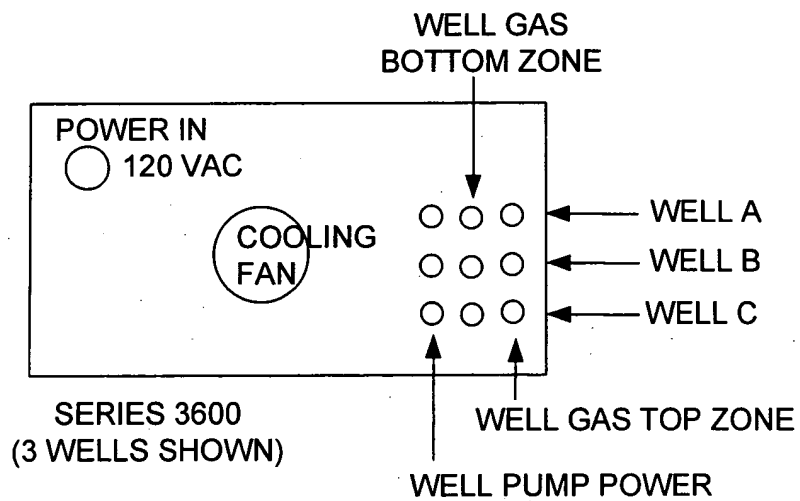 WELL GAS
BOTTOM ZONE
POWER IN
120 VAC
COOLING
FAN
WELL A
WELL B
WELL C
SERIES 3600
(3 WELLS SHOWN)
WELL GAS TOP ZONE
WELL PUMP POWER